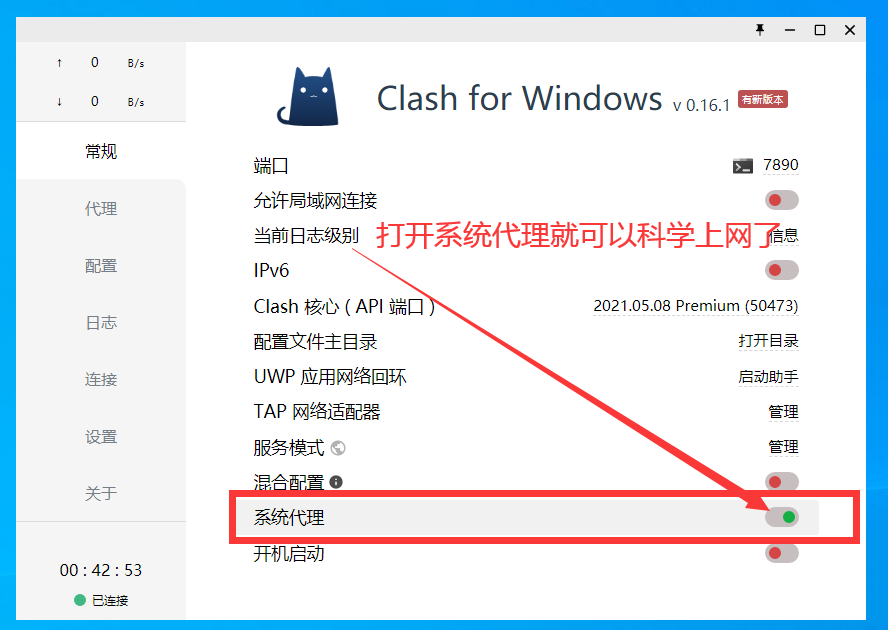 ↑ 0 B/s
↓ 0 B/s
常规
代理
配置
日志
连接
设置
关于
00 : 42 : 53
已连接
Clash for Windows v 0.16.1 有新版本
端口 7890
允许局域网连接
当前日志级别 信息
打开系统代理就可以科学上网了
IPv6
Clash 核心 ( API 端口 ) 2021.05.08 Premium (50473)
配置文件主目录 打开目录
UWP 应用网络回环 启动助手
TAP 网络适配器 管理
服务模式 管理
混合配置
系统代理
开机启动